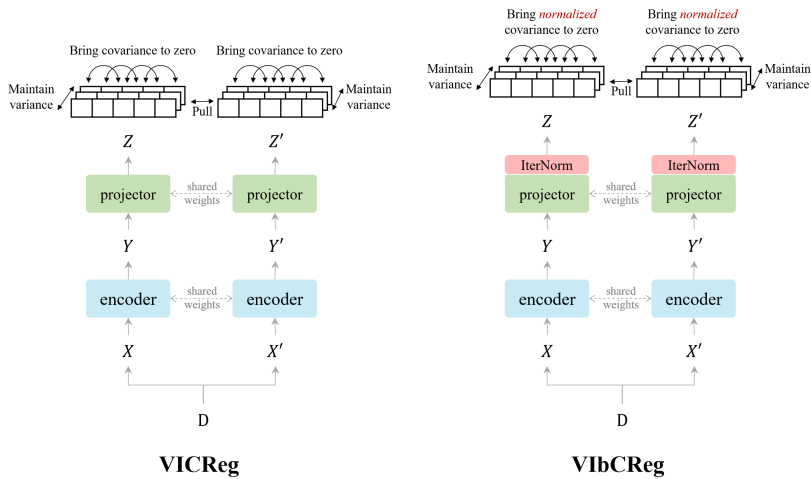 Bring covariance to zero
Bring covariance to zero
Maintain
variance
Pull
Maintain
variance
Z
Z′
projector
shared
weights
projector
Y
Y′
encoder
shared
weights
encoder
X
X′
D
VICReg
Bring normalized
covariance to zero
Bring normalized
covariance to zero
Maintain
variance
Pull
Maintain
variance
Z
Z′
IterNorm
IterNorm
projector
shared
weights
projector
Y
Y′
encoder
shared
weights
encoder
X
X′
D
VIbCReg